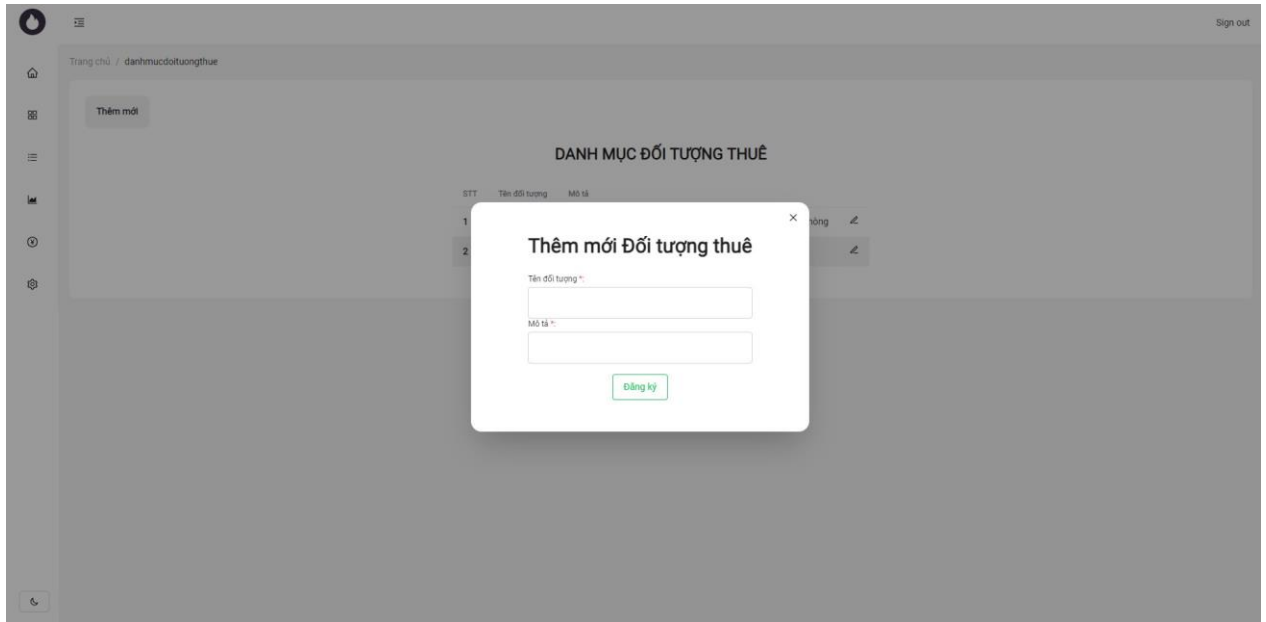 Sign out
Trang chủ / danhmucdoituongthue
Thêm mới
DANH MỤC ĐỐI TƯỢNG THUÊ
STT Tên đối tượng Mô tả
1
2
Thêm mới Đối tượng thuê
Tên đối tượng *:
Mô tả *:
Đăng ký